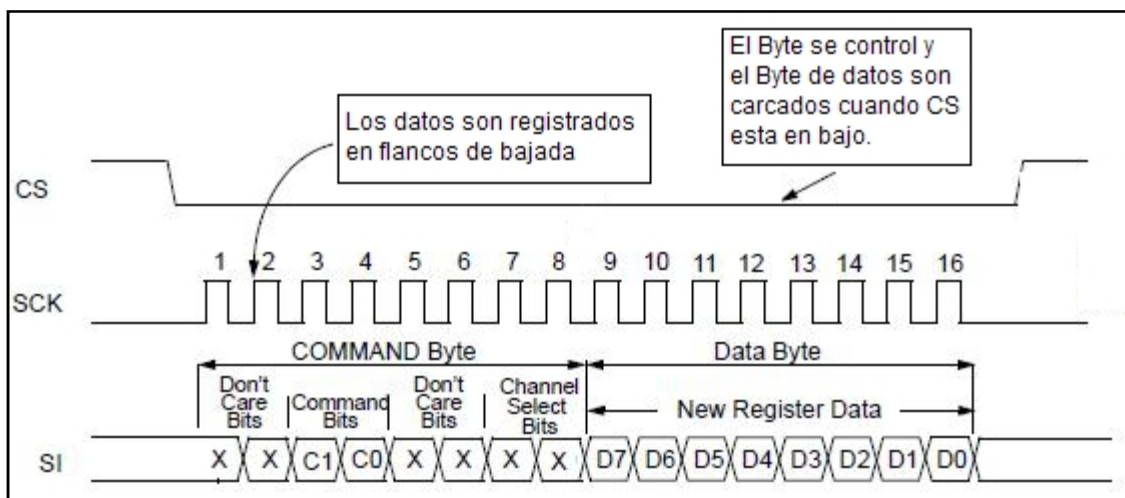 El Byte se control y
el Byte de datos son
carcados cuando CS
esta en bajo.
Los datos son registrados
en flancos de bajada
CS
1 2 3 4 5 6 7 8 9 10 11 12 13 14 15 16
SCK
COMMAND Byte
Data Byte
Don't
Care
Bits
Command
Bits
Don't
Care
Bits
Channel
Select
Bits
New Register Data
SI
X X C1 C0 X X X X D7 D6 D5 D4 D3 D2 D1 D0